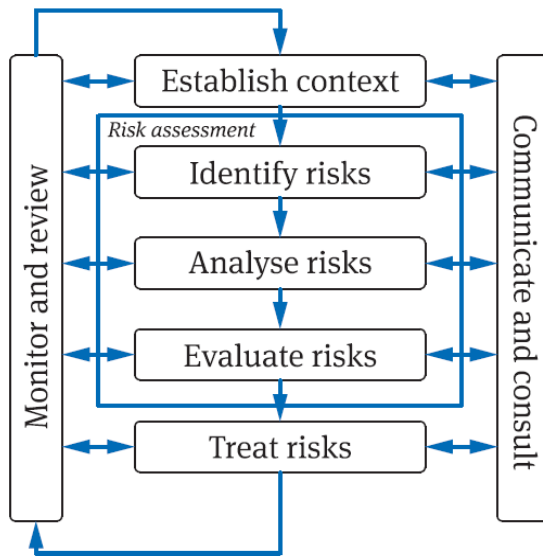 Establish context
Risk assessment
Identify risks
Analyse risks
Evaluate risks
Treat risks
Monitor and review
Communicate and consult